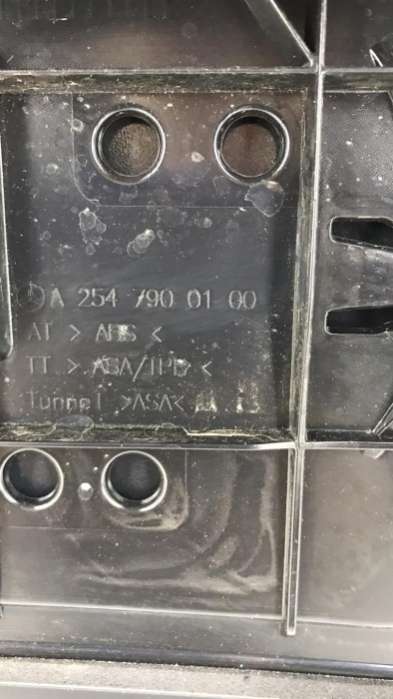 A 254 790 01 00
AT > ABS <
TT > ASA/TPE <
Tunnel >ASA<